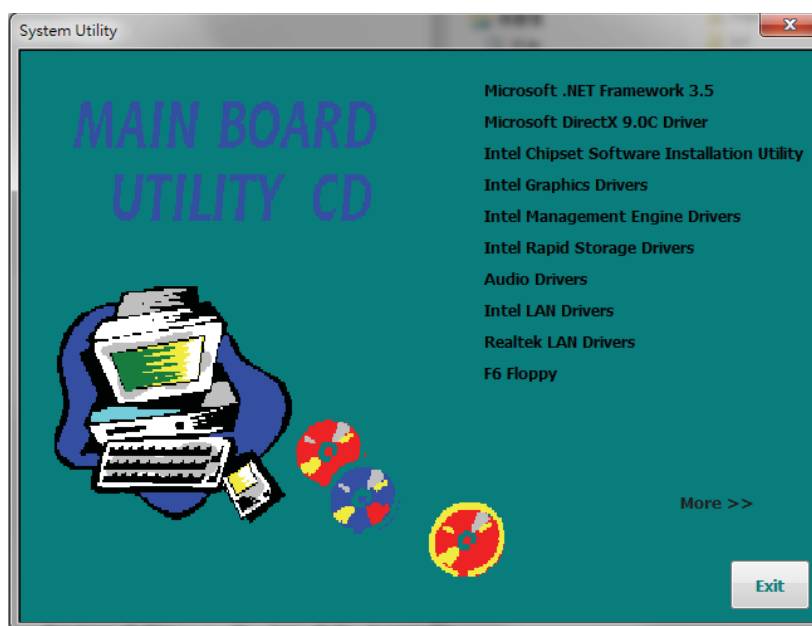 System Utility
MAIN BOARD
UTILITY CD
Microsoft .NET Framework 3.5
Microsoft DirectX 9.0C Driver
Intel Chipset Software Installation Utility
Intel Graphics Drivers
Intel Management Engine Drivers
Intel Rapid Storage Drivers
Audio Drivers
Intel LAN Drivers
Realtek LAN Drivers
F6 Floppy
More >>
Exit